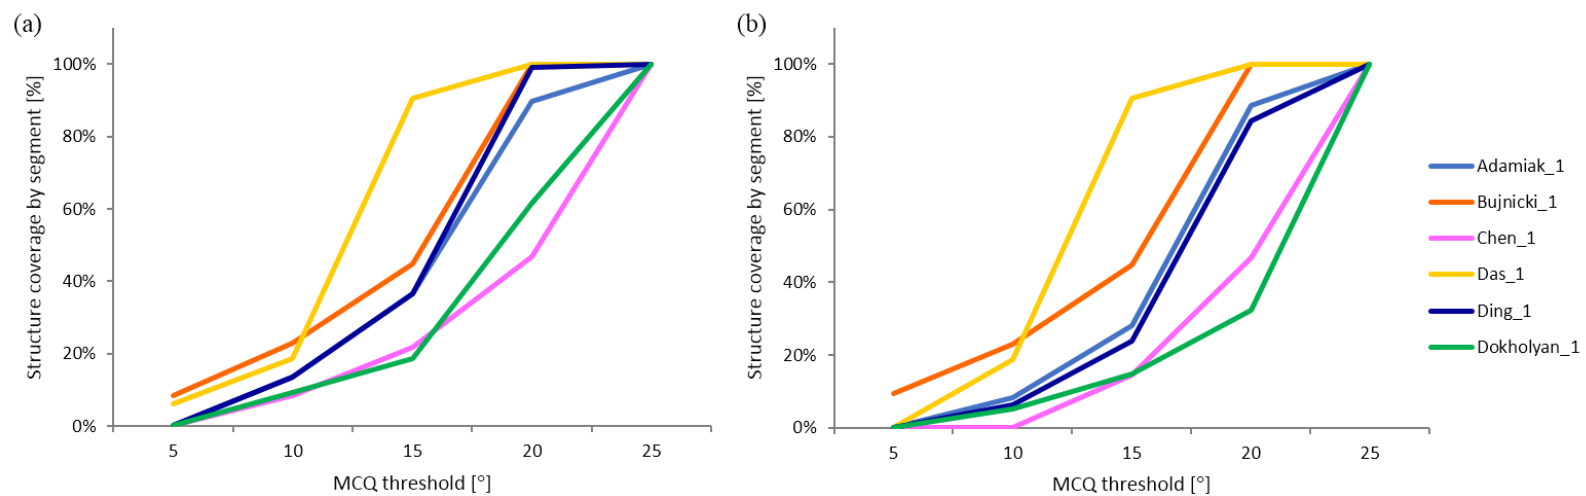 (a)
Structure coverage by segment [%]
100%
80%
60%
40%
20%
0%
5 10 15 20 25
MCQ threshold [°]
(b)
Structure coverage by segment [%]
100%
80%
60%
40%
20%
0%
5 10 15 20 25
MCQ threshold [°]
Adamiak_1
Bujnicki_1
Chen_1
Das_1
Ding_1
Dokholyan_1